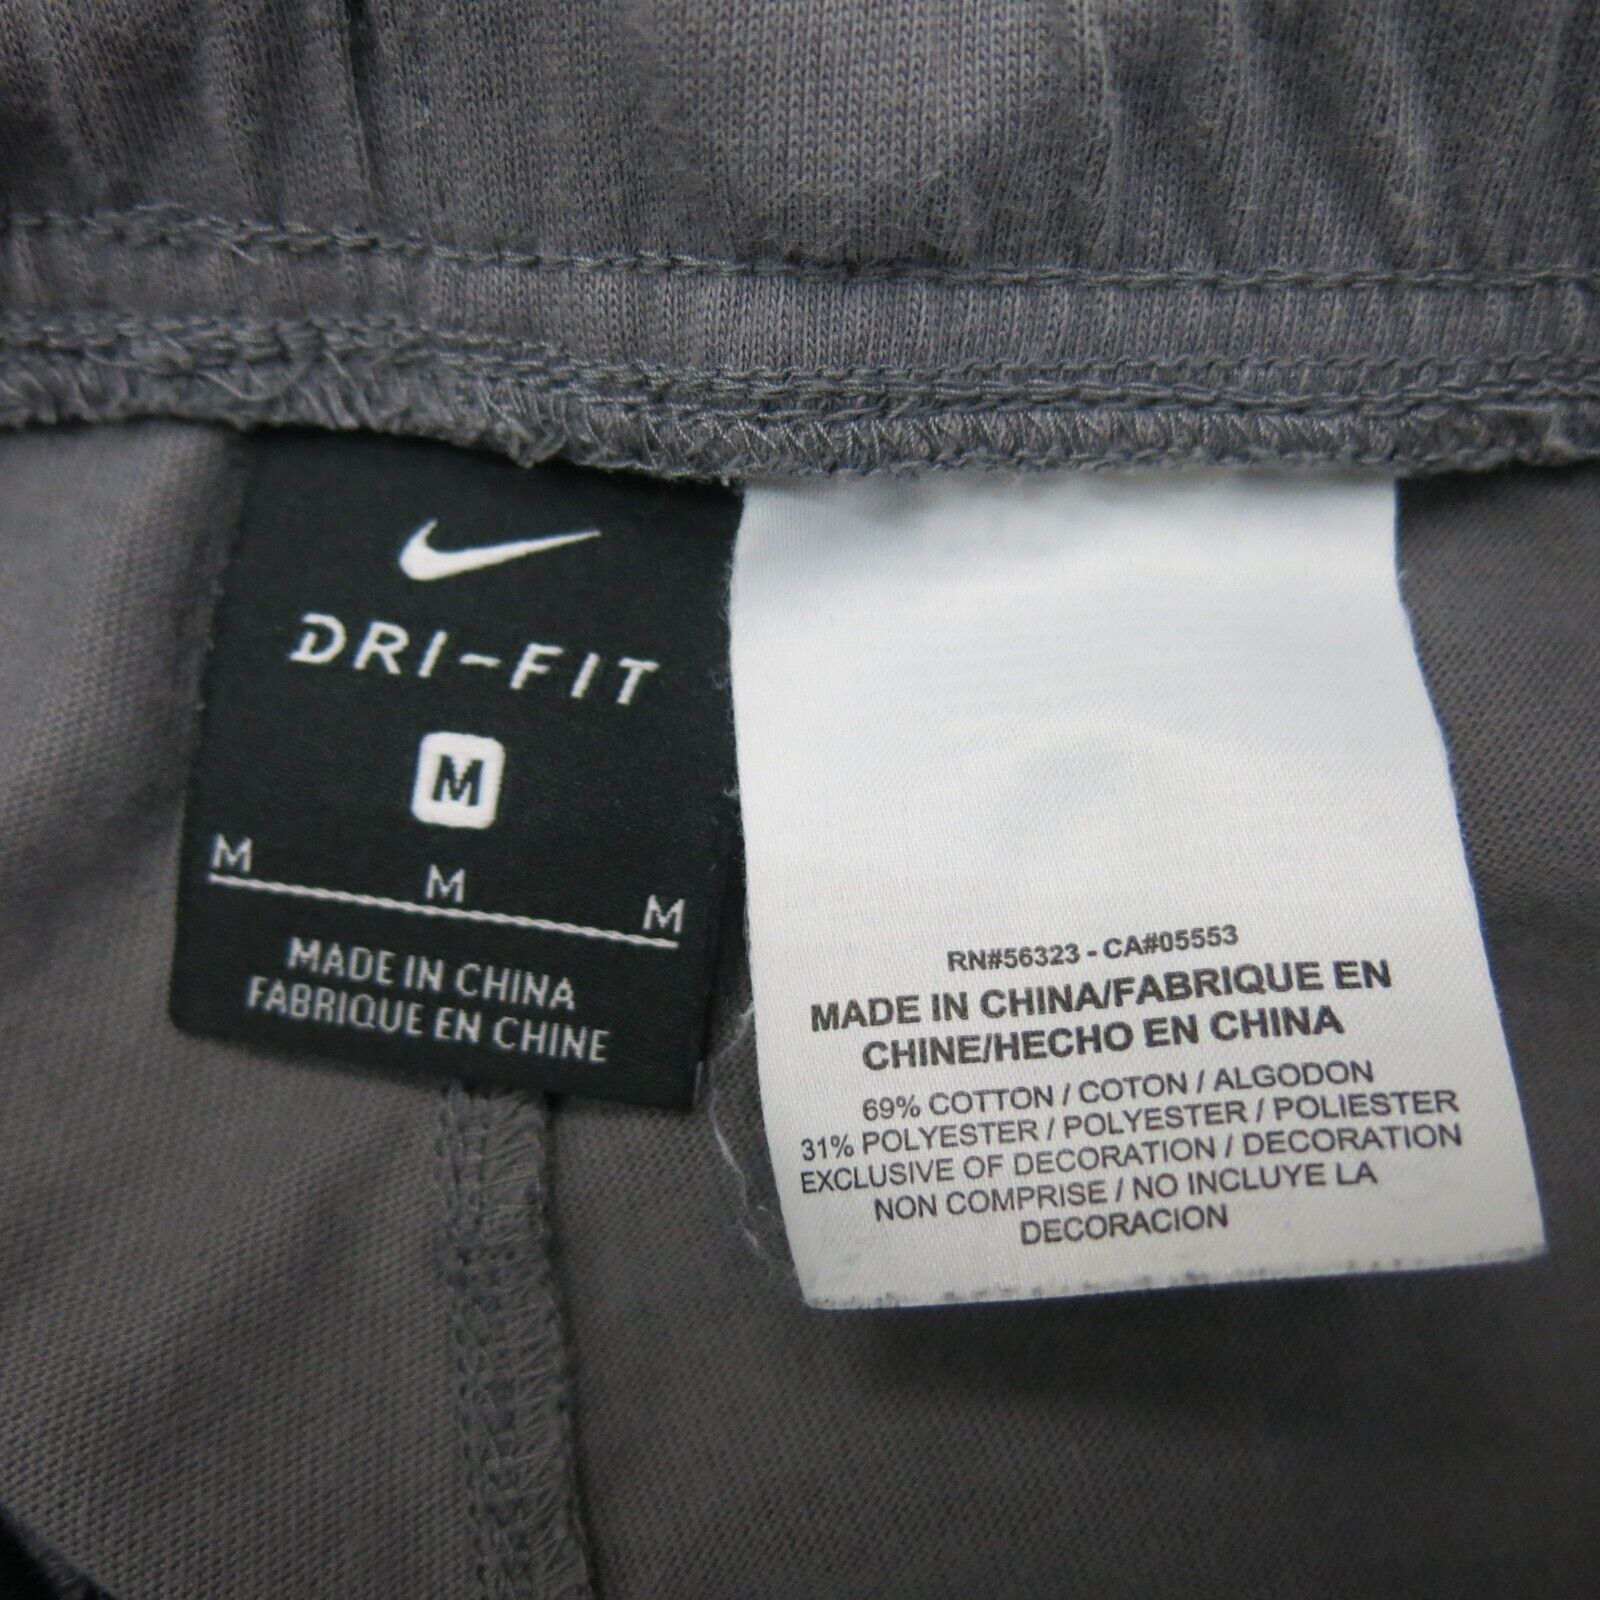 DRI-FIT
M
M M M
MADE IN CHINA
FABRIQUE EN CHINE
RN#56323 - CA#05553
MADE IN CHINA/FABRIQUE EN
CHINE/HECHO EN CHINA
69% COTTON / COTON / ALGODON
31% POLYESTER / POLYESTER / POLIESTER
EXCLUSIVE OF DECORATION / DECORATION
NON COMPRISE / NO INCLUYE LA
DECORACION